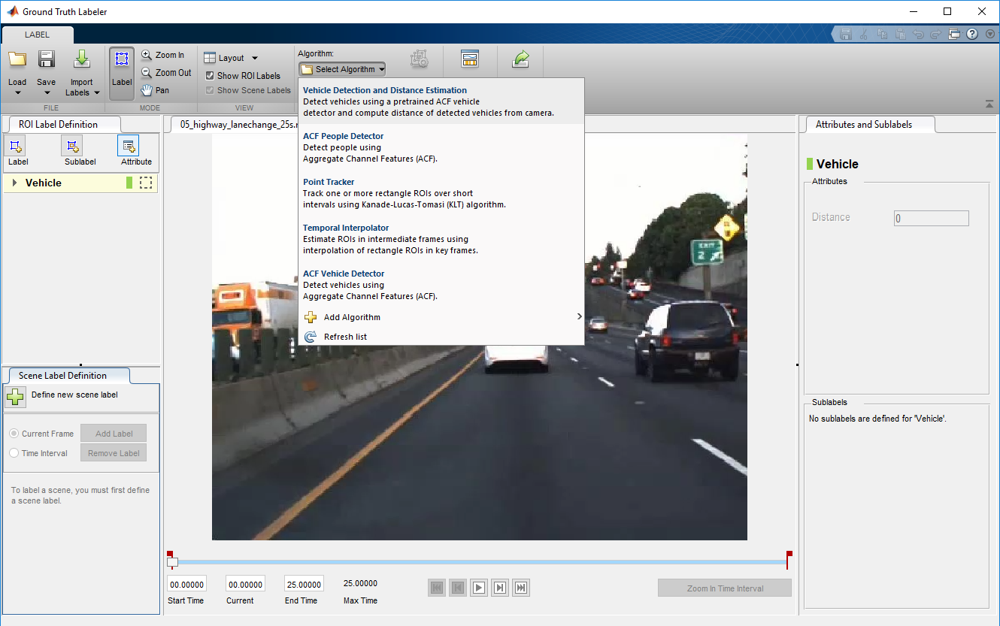 Ground Truth Labeler
LABEL
Load
Save
Import
Labels
FILE
Label
Zoom In
Zoom Out
Pan
MODE
Layout
Show ROI Labels
Show Scene Labels
VIEW
Algorithm:
Select Algorithm
Vehicle Detection and Distance Estimation
Detect vehicles using a pretrained ACF vehicle
detector and compute distance of detected vehicles from camera.
ACF People Detector
Detect people using
Aggregate Channel Features (ACF).
Point Tracker
Track one or more rectangle ROIs over short
intervals using Kanade-Lucas-Tomasi (KLT) algorithm.
Temporal Interpolator
Estimate ROIs in intermediate frames using
interpolation of rectangle ROIs in key frames.
ACF Vehicle Detector
Detect vehicles using
Aggregate Channel Features (ACF).
Add Algorithm
Refresh list
ROI Label Definition
Label
Sublabel
Attribute
Vehicle
Scene Label Definition
Define new scene label
Current Frame
Add Label
Time Interval
Remove Label
To label a scene, you must first define
a scene label.
05_highway_lanechange_25s.
EXIT
2
00.00000
00.00000
25.00000
25.00000
Start Time
Current
End Time
Max Time
Zoom In Time Interval
Attributes and Sublabels
Vehicle
Attributes
Distance
0
Sublabels
No sublabels are defined for 'Vehicle'.